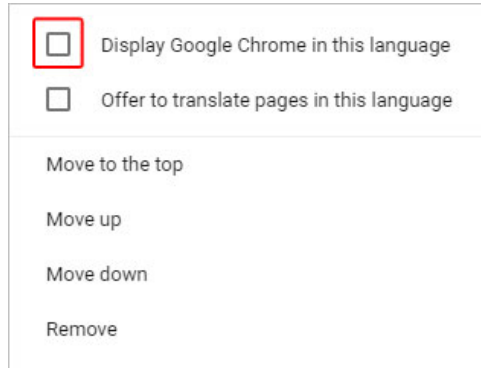 Display Google Chrome in this language
Offer to translate pages in this language
Move to the top
Move up
Move down
Remove